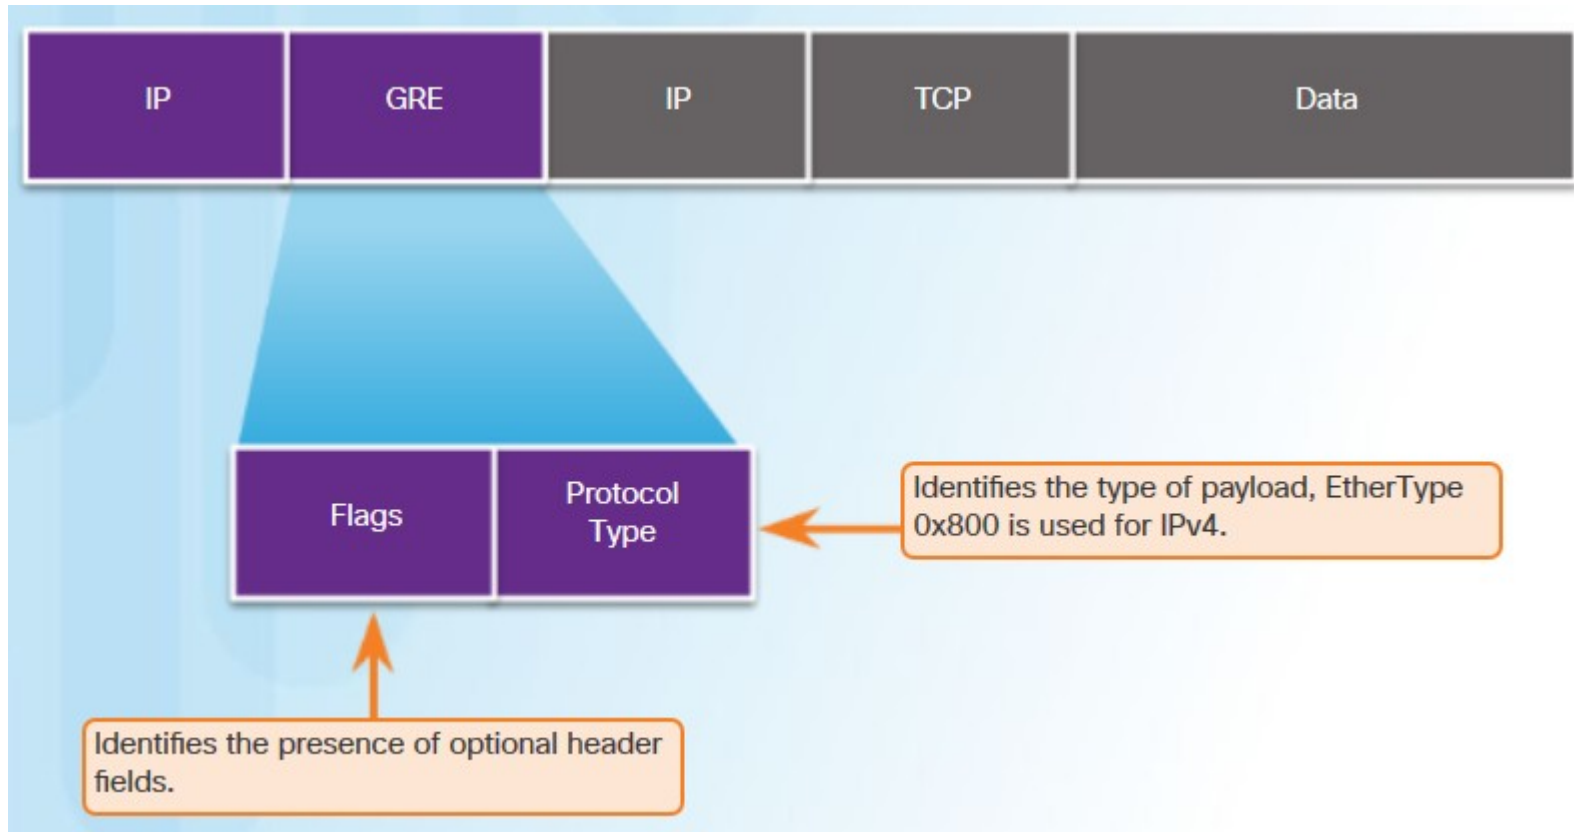 IP
GRE
IP
TCP
Data
Flags
Protocol
Type
Identifies the type of payload, EtherType
0x800 is used for IPv4.
Identifies the presence of optional header
fields.